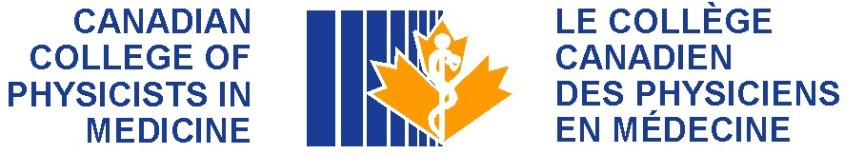 CANADIAN
COLLEGE OF
PHYSICISTS IN
MEDICINE
LE COLLÈGE
CANADIEN
DES PHYSICIENS
EN MÉDECINE